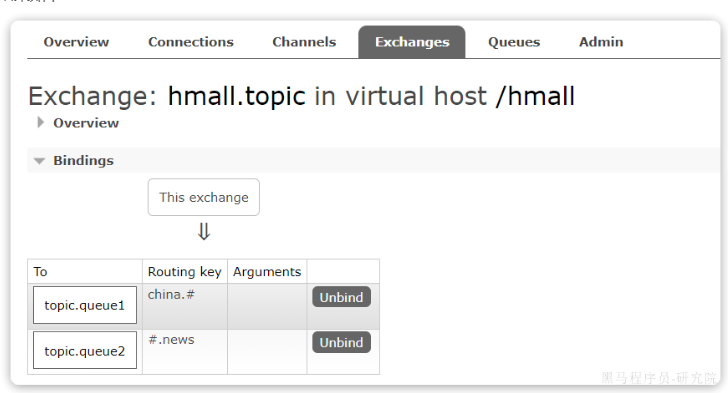 Overview Connections Channels Exchanges Queues Admin
Exchange: hmall.topic in virtual host /hmall
Overview
Bindings
This exchange
⇓
To Routing key Arguments
topic.queue1 china.# Unbind
topic.queue2 #.news Unbind
黑马程序员-研究院